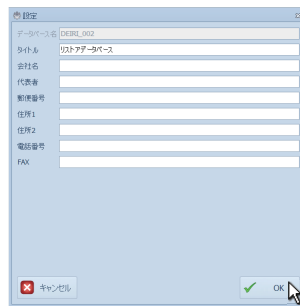 設定
データベース名 DEIRI_002
タイトル リストアデータベース
会社名
代表者
郵便番号
住所1
住所2
電話番号
FAX
キャンセル OK